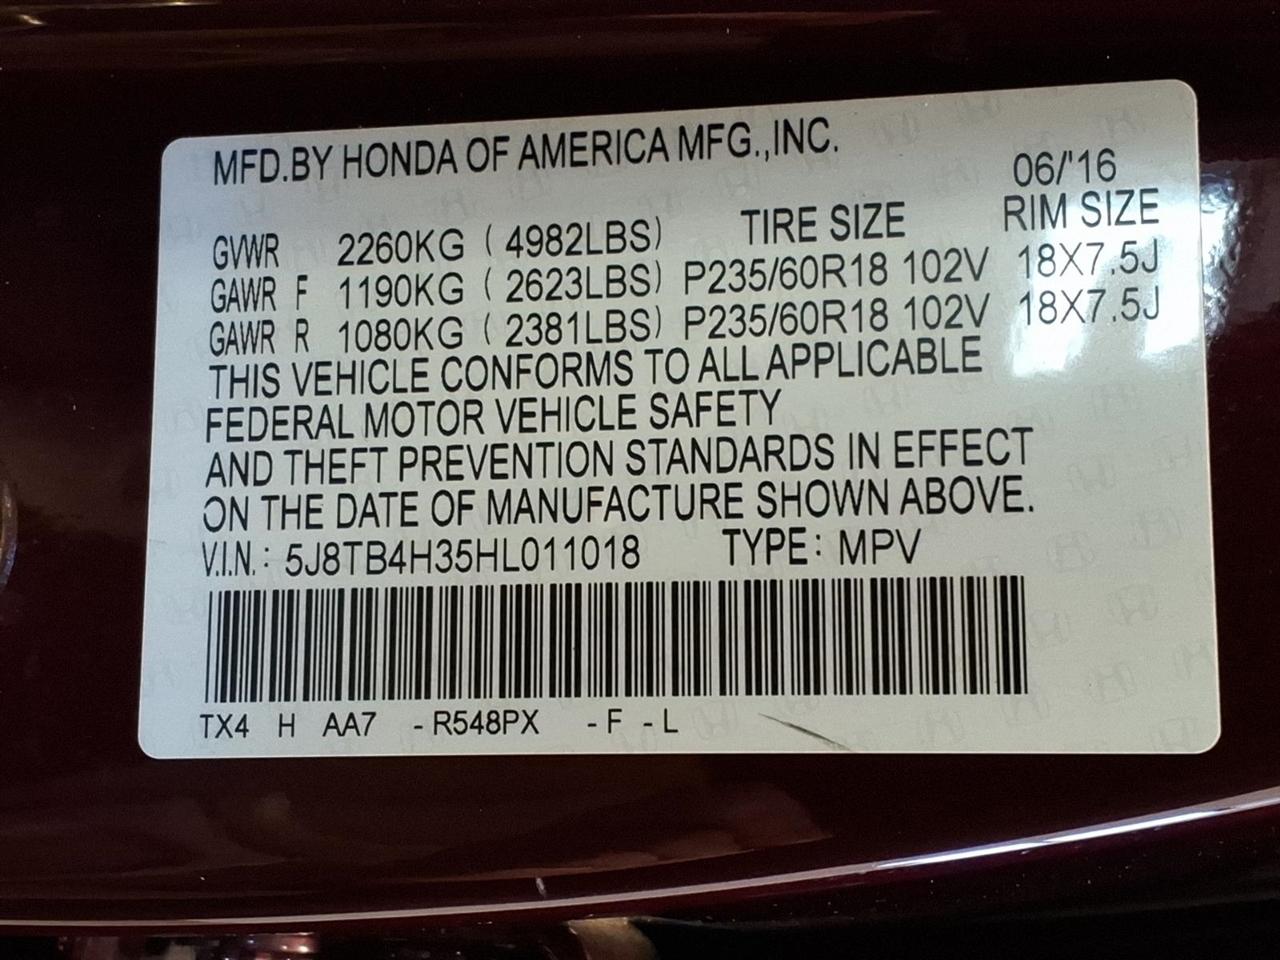 MFD.BY HONDA OF AMERICA MFG.,INC.
06/'16
GVWR 2260KG ( 4982LBS) TIRE SIZE RIM SIZE
GAWR F 1190KG ( 2623LBS) P235/60R18 102V 18X7.5J
GAWR R 1080KG ( 2381LBS) P235/60R18 102V 18X7.5J
THIS VEHICLE CONFORMS TO ALL APPLICABLE
FEDERAL MOTOR VEHICLE SAFETY
AND THEFT PREVENTION STANDARDS IN EFFECT
ON THE DATE OF MANUFACTURE SHOWN ABOVE.
V.I.N.: 5J8TB4H35HL011018 TYPE: MPV
TX4 H AA7 -R548PX -F -L